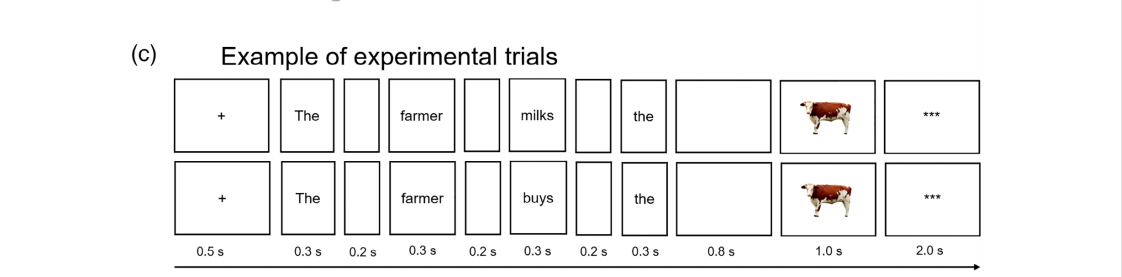 (c) Example of experimental trials
+ The farmer milks the ***
+ The farmer buys the ***
0.5 s 0.3 s 0.2 s 0.3 s 0.2 s 0.3 s 0.2 s 0.3 s 0.8 s 1.0 s 2.0 s